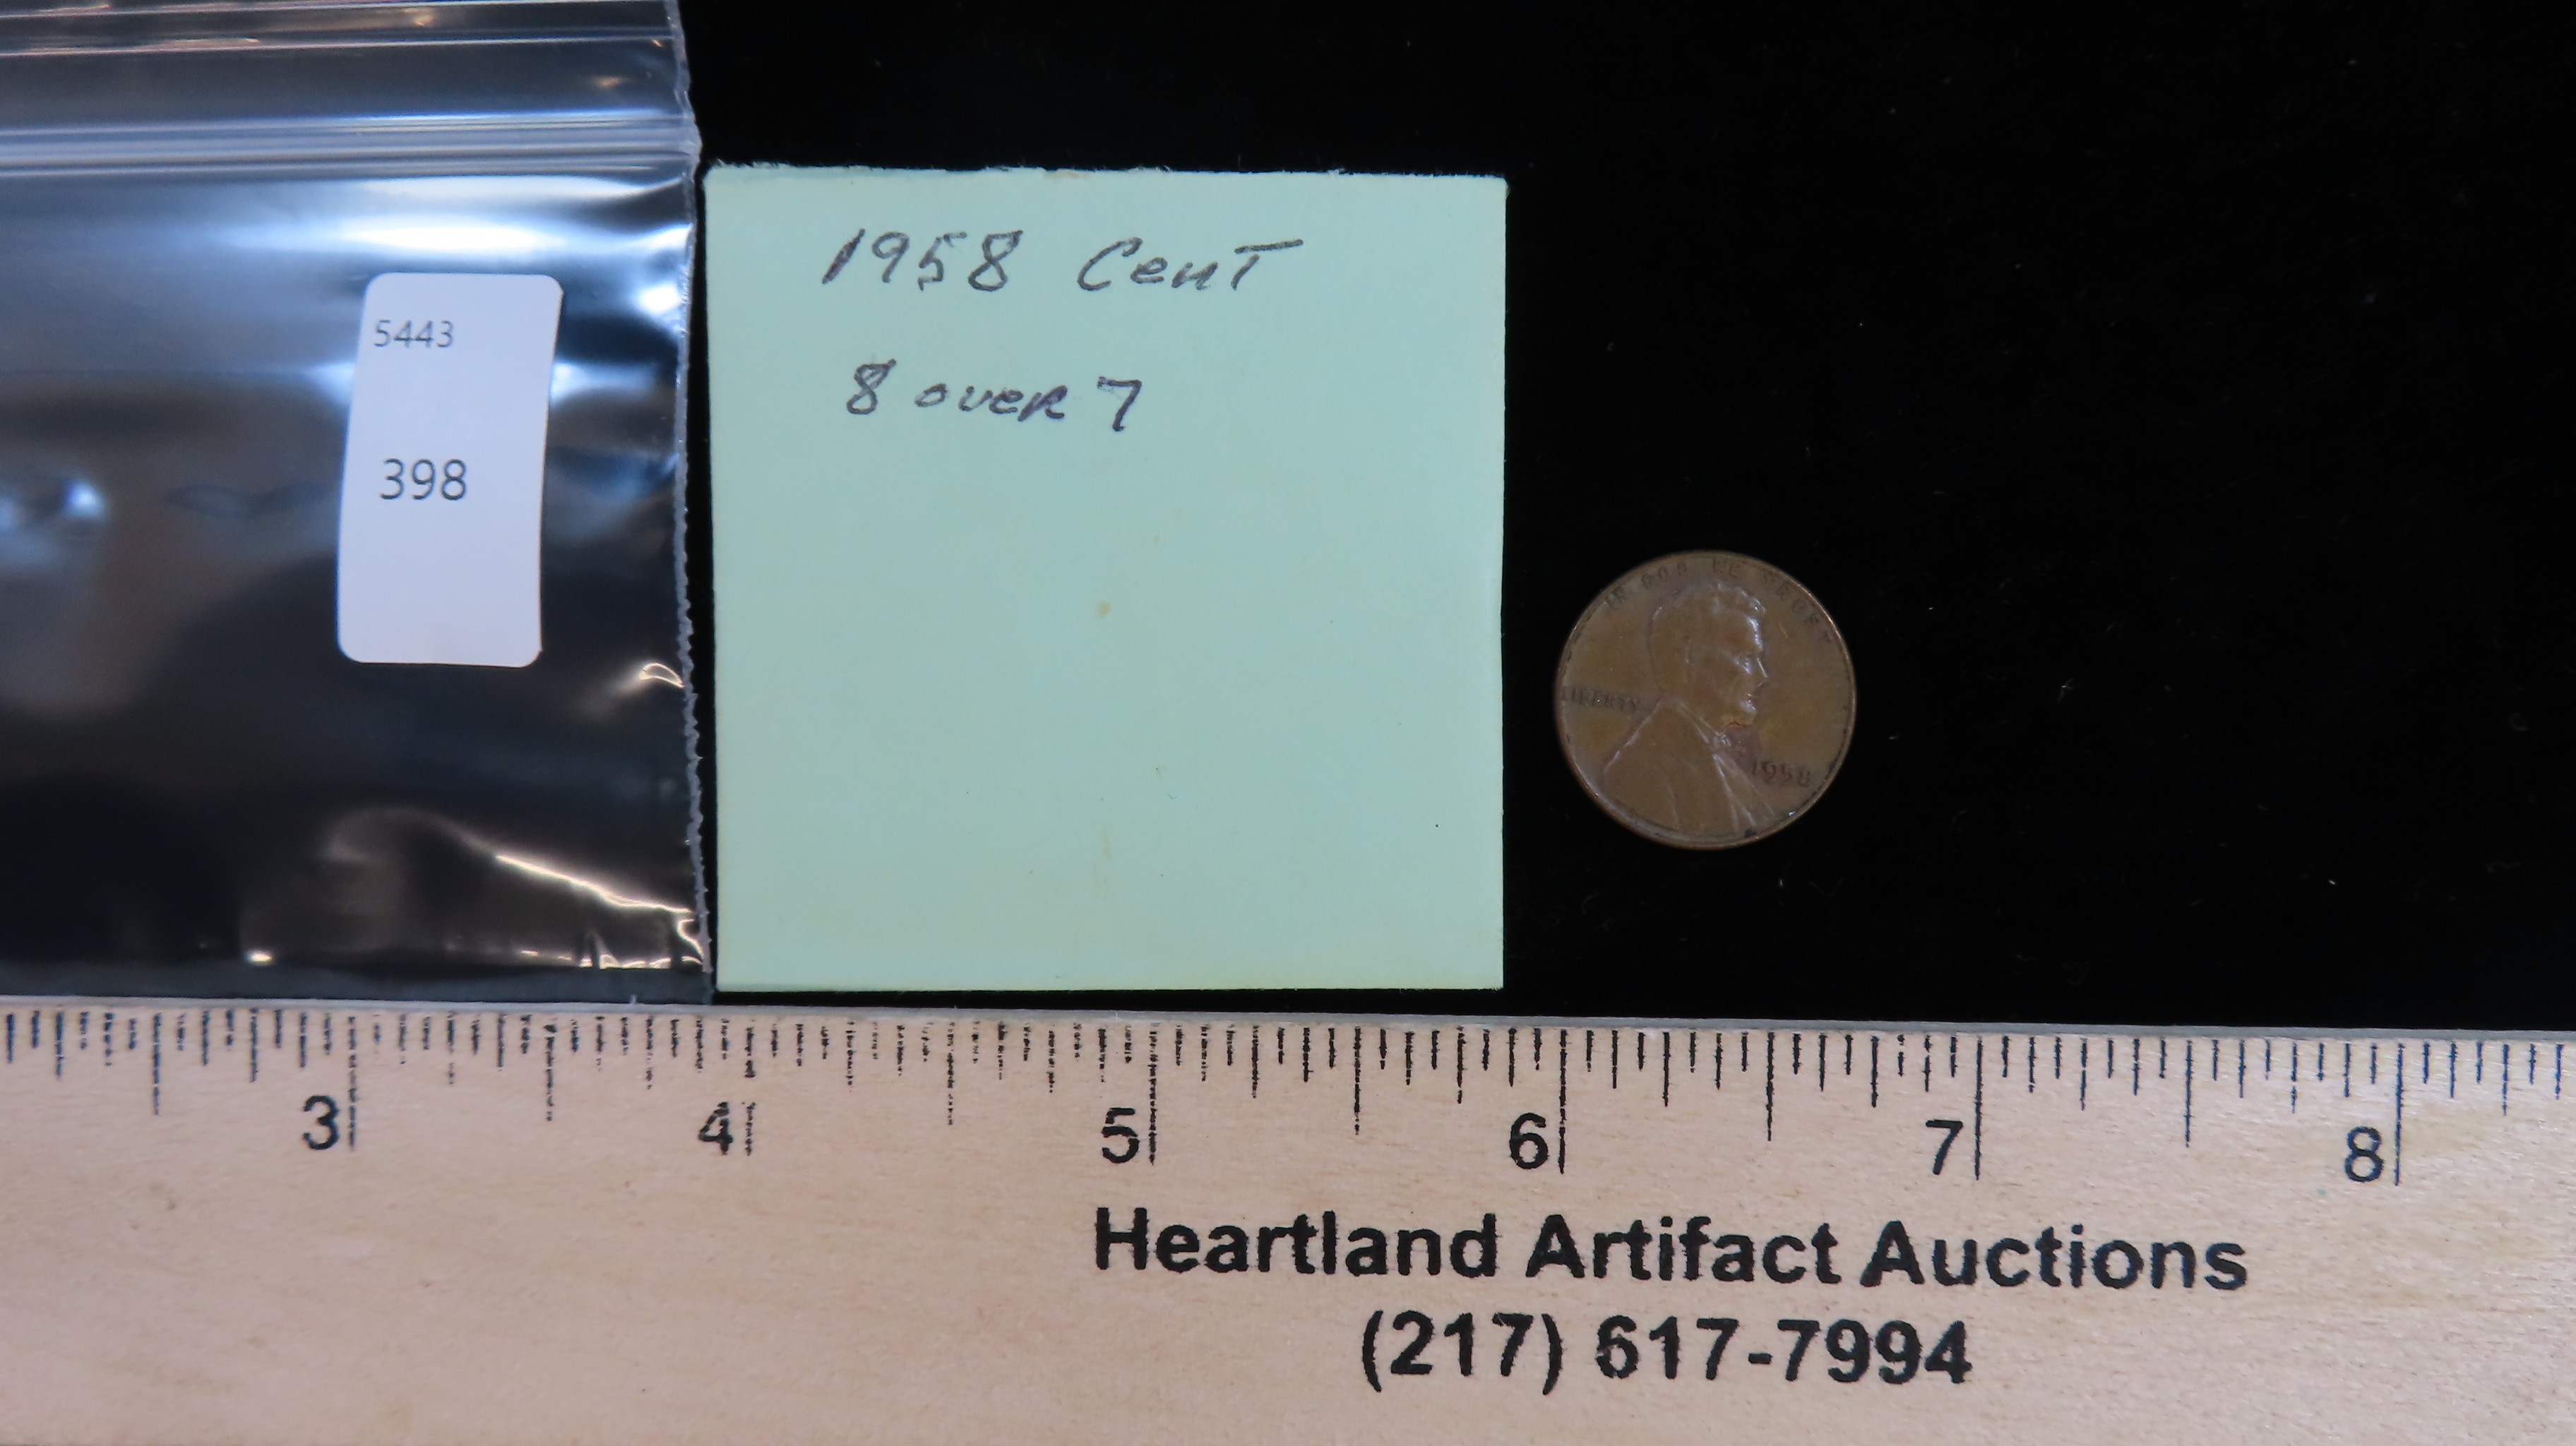 5443
398
1958 Cent
8 over 7
IN GOD WE TRUST
LIBERTY
1958
3 4 5 6 7 8
Heartland Artifact Auctions
(217) 617-7994